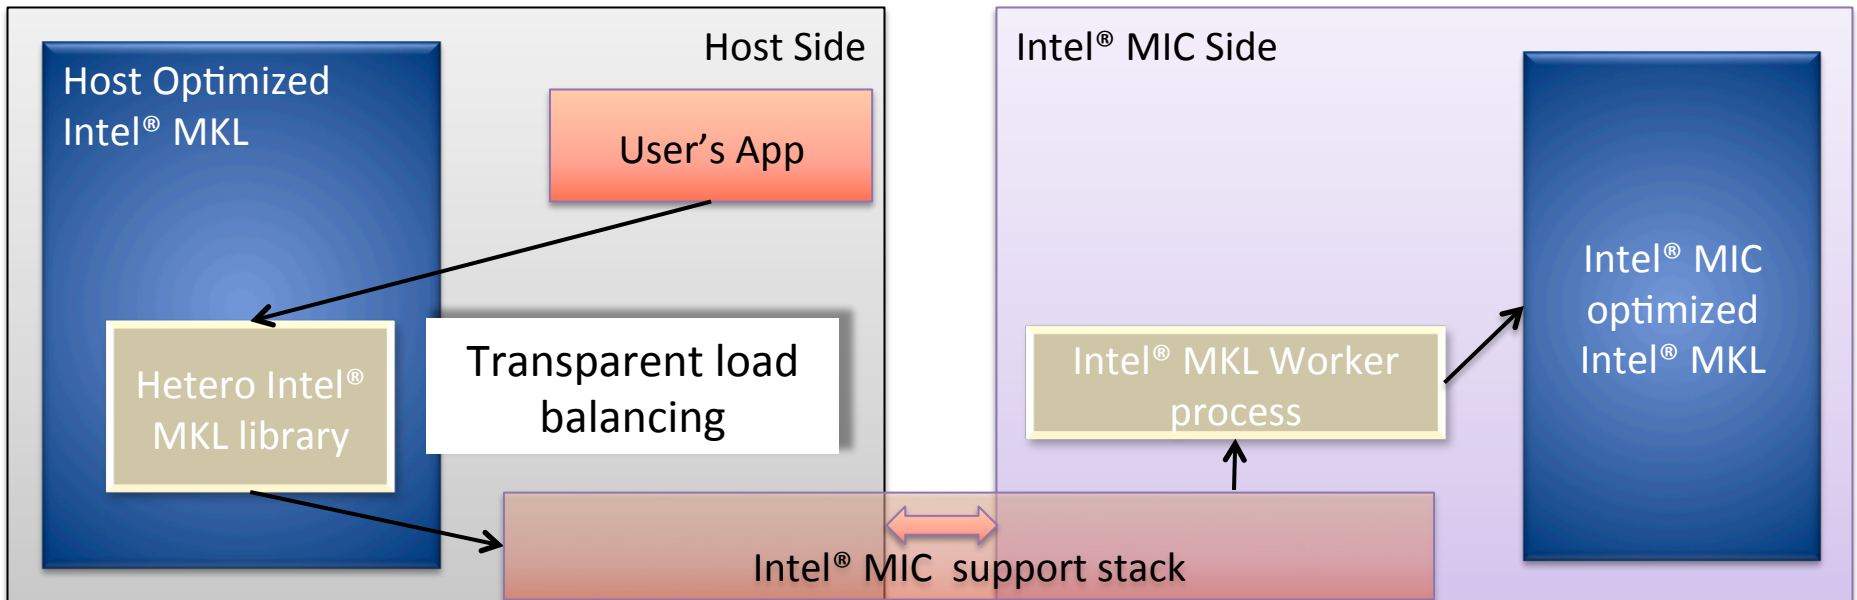 Host Side
Host Optimized
Intel® MKL
User’s App
Hetero Intel®
MKL library
Transparent load
balancing
Intel® MIC  support stack
Intel® MIC Side
Intel® MKL Worker
process
Intel® MIC
optimized
Intel® MKL